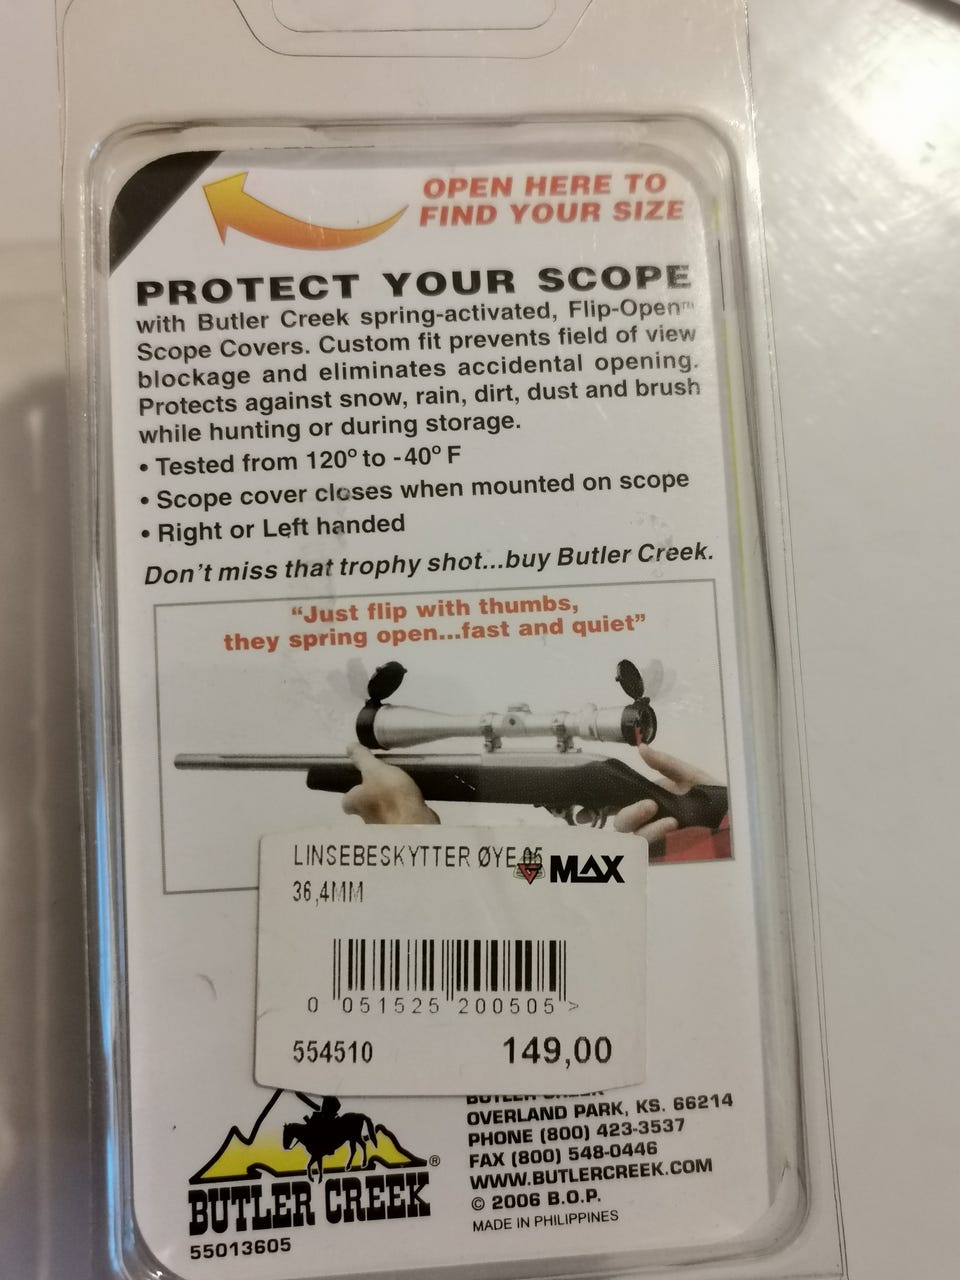 OPEN HERE TO
FIND YOUR SIZE
PROTECT YOUR SCOPE
with Butler Creek spring-activated, Flip-Open™
Scope Covers. Custom fit prevents field of view
blockage and eliminates accidental opening.
Protects against snow, rain, dirt, dust and brush
while hunting or during storage.
• Tested from 120° to -40° F
• Scope cover closes when mounted on scope
• Right or Left handed
Don't miss that trophy shot...buy Butler Creek.
“Just flip with thumbs,
they spring open...fast and quiet”
LINSEBESKYTTER ØYE 05
G MAX
36,4MM
0 051525 200505 >
554510 149,00
BUTLER CREEK
OVERLAND PARK, KS. 66214
PHONE (800) 423-3537
FAX (800) 548-0446
WWW.BUTLERCREEK.COM
© 2006 B.O.P.
MADE IN PHILIPPINES
BUTLER CREEK®
55013605